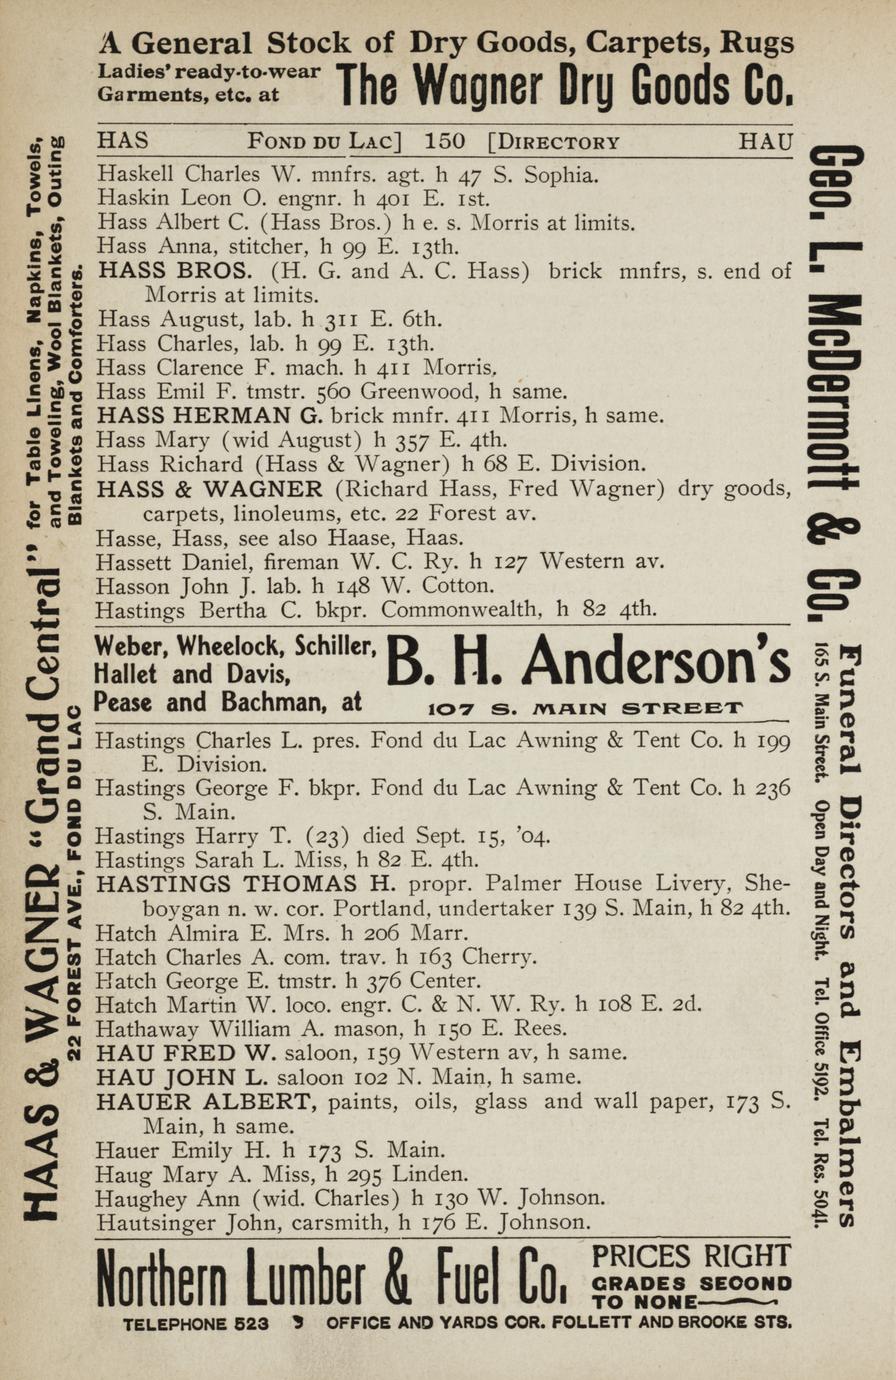 A General Stock of Dry Goods, Carpets, Rugs
Ladies' ready-to-wear
Garments, etc. at
The Wagner Dry Goods Co.
HAS FOND DU LAC] 150 [DIRECTORY HAU
Haskell Charles W. mnfrs. agt. h 47 S. Sophia.
Haskin Leon O. engnr. h 401 E. 1st.
Hass Albert C. (Hass Bros.) h e. s. Morris at limits.
Hass Anna, stitcher, h 99 E. 13th.
HASS BROS. (H. G. and A. C. Hass) brick mnfrs, s. end of
Morris at limits.
Hass August, lab. h 311 E. 6th.
Hass Charles, lab. h 99 E. 13th.
Hass Clarence F. mach. h 411 Morris.
Hass Emil F. tmstr. 560 Greenwood, h same.
HASS HERMAN G. brick mnfr. 411 Morris, h same.
Hass Mary (wid August) h 357 E. 4th.
Hass Richard (Hass & Wagner) h 68 E. Division.
HASS & WAGNER (Richard Hass, Fred Wagner) dry goods,
carpets, linoleums, etc. 22 Forest av.
Hasse, Hass, see also Haase, Haas.
Hassett Daniel, fireman W. C. Ry. h 127 Western av.
Hasson John J. lab. h 148 W. Cotton.
Hastings Bertha C. bkpr. Commonwealth, h 82 4th.
Weber, Wheelock, Schiller,
Hallet and Davis,
Pease and Bachman, at
B. H. Anderson's
107 S. MAIN STREET
Hastings Charles L. pres. Fond du Lac Awning & Tent Co. h 199
E. Division.
Hastings George F. bkpr. Fond du Lac Awning & Tent Co. h 236
S. Main.
Hastings Harry T. (23) died Sept. 15, '04.
Hastings Sarah L. Miss, h 82 E. 4th.
HASTINGS THOMAS H. propr. Palmer House Livery, She-
boygan n. w. cor. Portland, undertaker 139 S. Main, h 82 4th.
Hatch Almira E. Mrs. h 206 Marr.
Hatch Charles A. com. trav. h 163 Cherry.
Hatch George E. tmstr. h 376 Center.
Hatch Martin W. loco. engr. C. & N. W. Ry. h 108 E. 2d.
Hathaway William A. mason, h 150 E. Rees.
HAU FRED W. saloon, 159 Western av, h same.
HAU JOHN L. saloon 102 N. Main, h same.
HAUER ALBERT, paints, oils, glass and wall paper, 173 S.
Main, h same.
Hauer Emily H. h 173 S. Main.
Haug Mary A. Miss, h 295 Linden.
Haughey Ann (wid. Charles) h 130 W. Johnson.
Hautsinger John, carsmith, h 176 E. Johnson.
Northern Lumber & Fuel Co.
PRICES RIGHT
GRADES SECOND
TO NONE
TELEPHONE 523 OFFICE AND YARDS COR. FOLLETT AND BROOKE STS.
HAAS & WAGNER "Grand Central"
22 FOREST AVE., FOND DU LAC
for Table Linens, Napkins, Towels,
and Toweling, Wool Blankets, Outing
Blankets and Comforters.
Geo. L. McDermott & Co.
Funeral Directors and Embalmers
165 S. Main Street. Open Day and Night. Tel. Office 5192. Tel. Res. 5041.